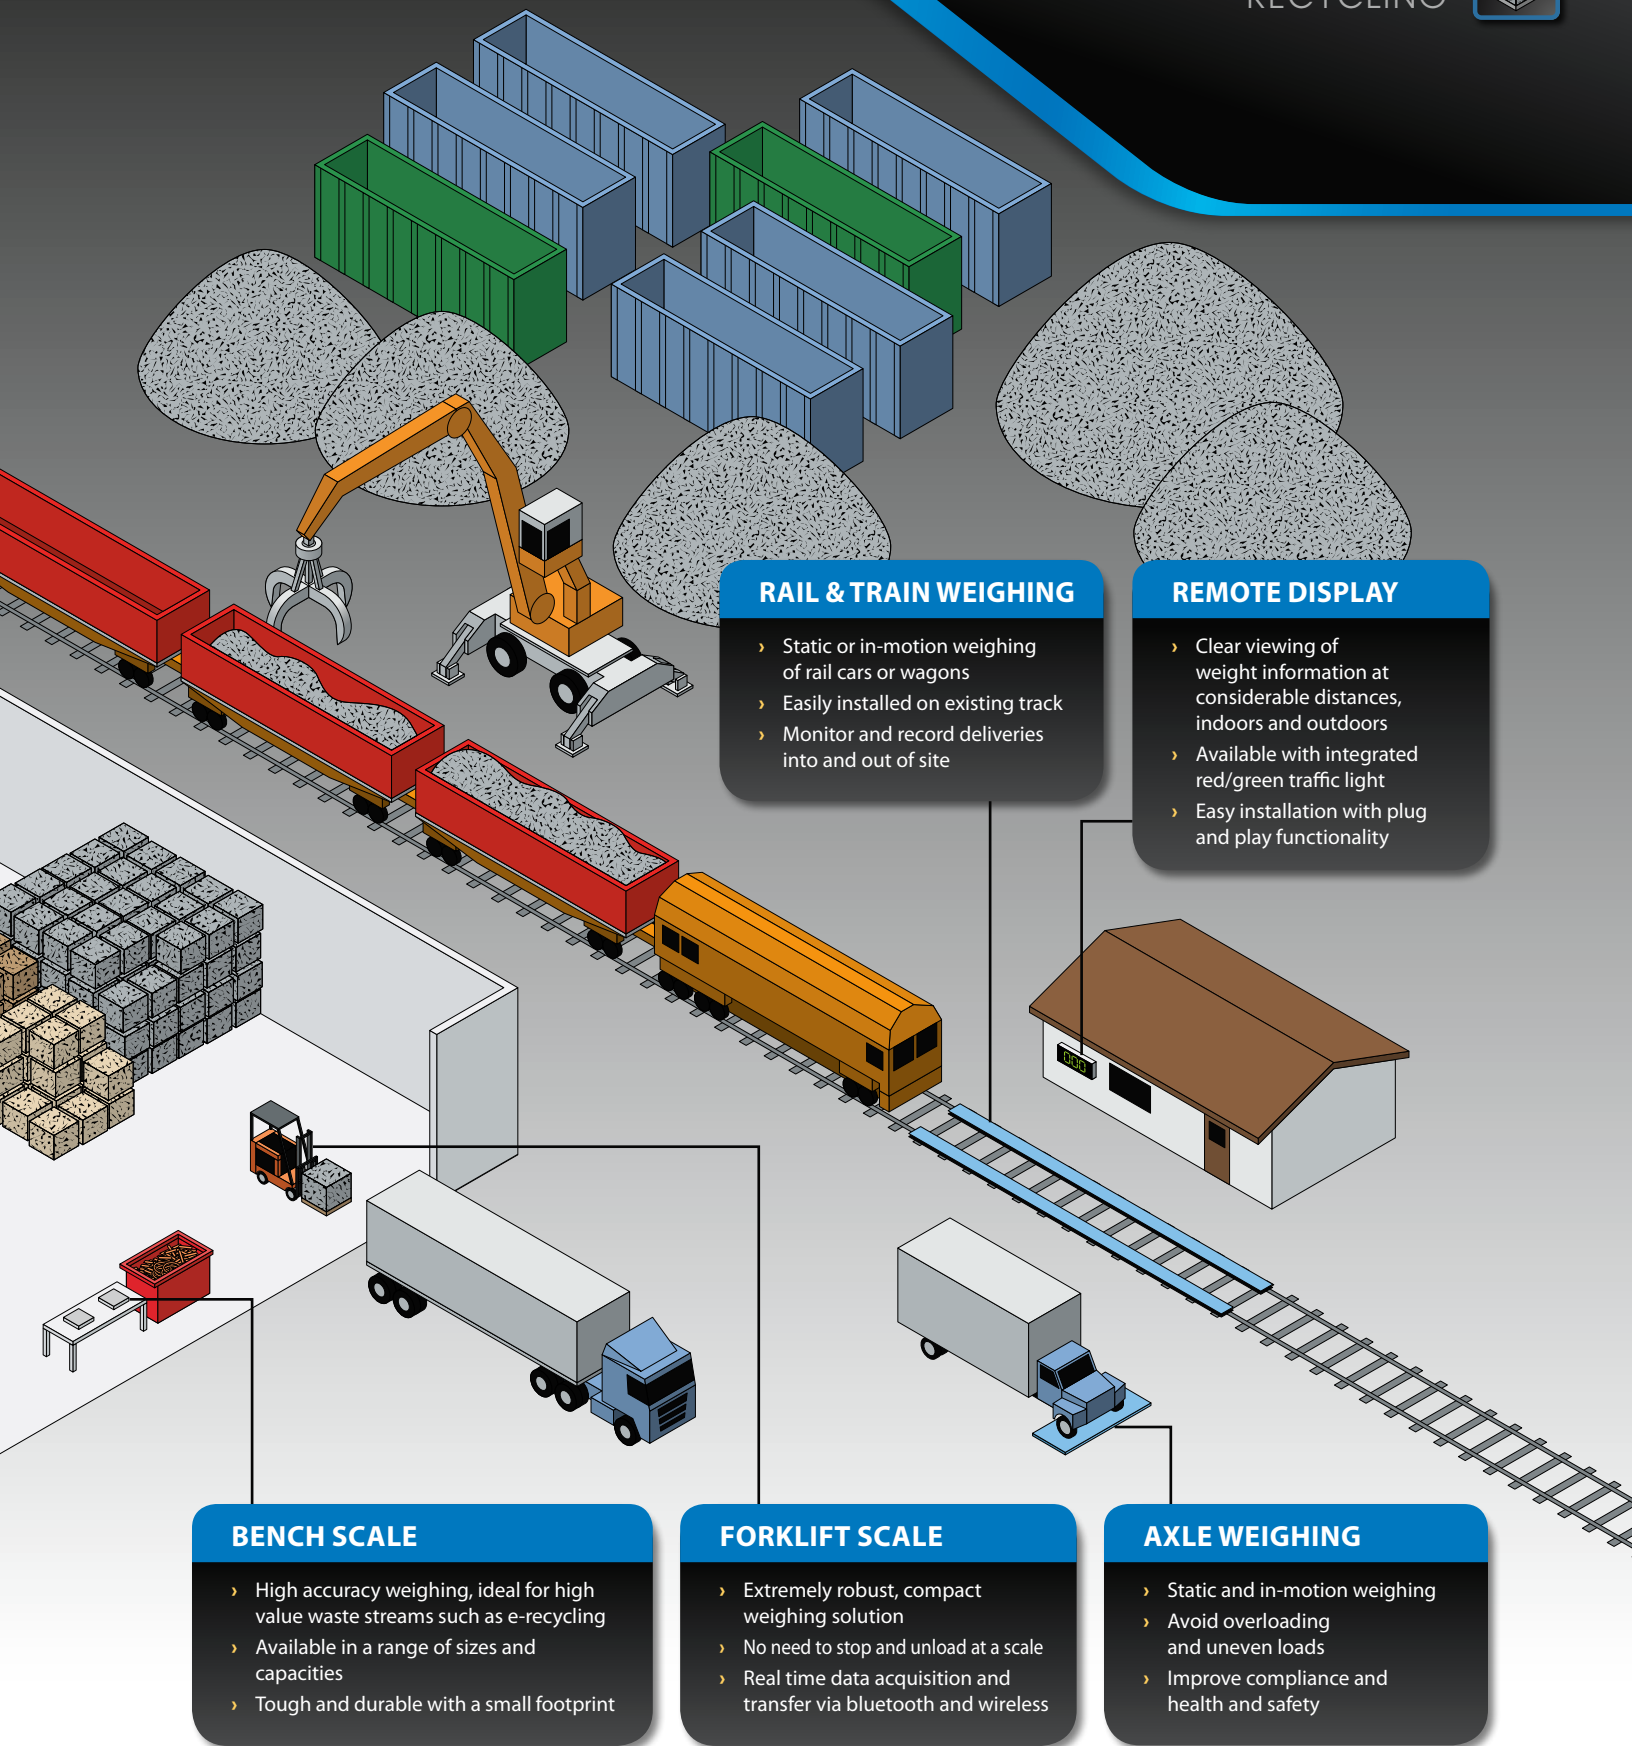 RECYCLING
RAIL & TRAIN WEIGHING
› Static or in-motion weighing
of rail cars or wagons
› Easily installed on existing track
› Monitor and record deliveries
into and out of site
REMOTE DISPLAY
› Clear viewing of
weight information at
considerable distances,
indoors and outdoors
› Available with integrated
red/green traffic light
› Easy installation with plug
and play functionality
000
BENCH SCALE
› High accuracy weighing, ideal for high
value waste streams such as e-recycling
› Available in a range of sizes and
capacities
› Tough and durable with a small footprint
FORKLIFT SCALE
› Extremely robust, compact
weighing solution
› No need to stop and unload at a scale
› Real time data acquisition and
transfer via bluetooth and wireless
AXLE WEIGHING
› Static and in-motion weighing
› Avoid overloading
and uneven loads
› Improve compliance and
health and safety